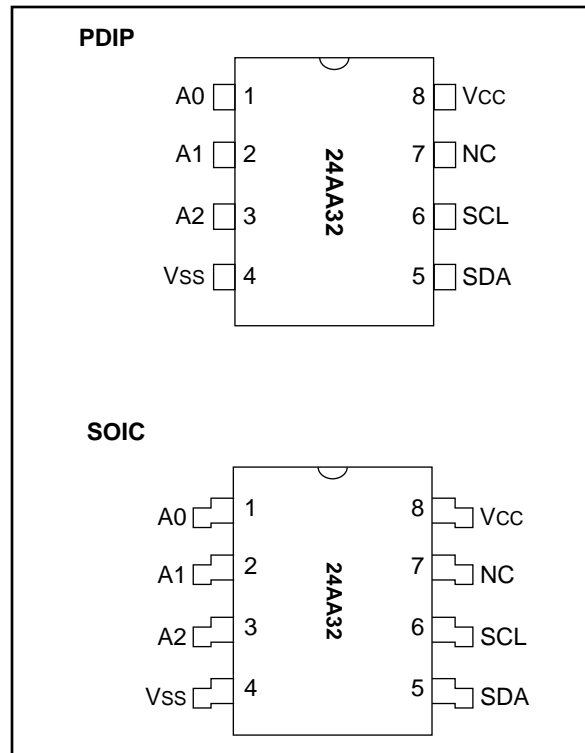 PDIP
A0 1 8 VCC
A1 2 7 NC
24AA32
A2 3 6 SCL
VSS 4 5 SDA
SOIC
A0 1 8 VCC
A1 2 7 NC
24AA32
A2 3 6 SCL
VSS 4 5 SDA